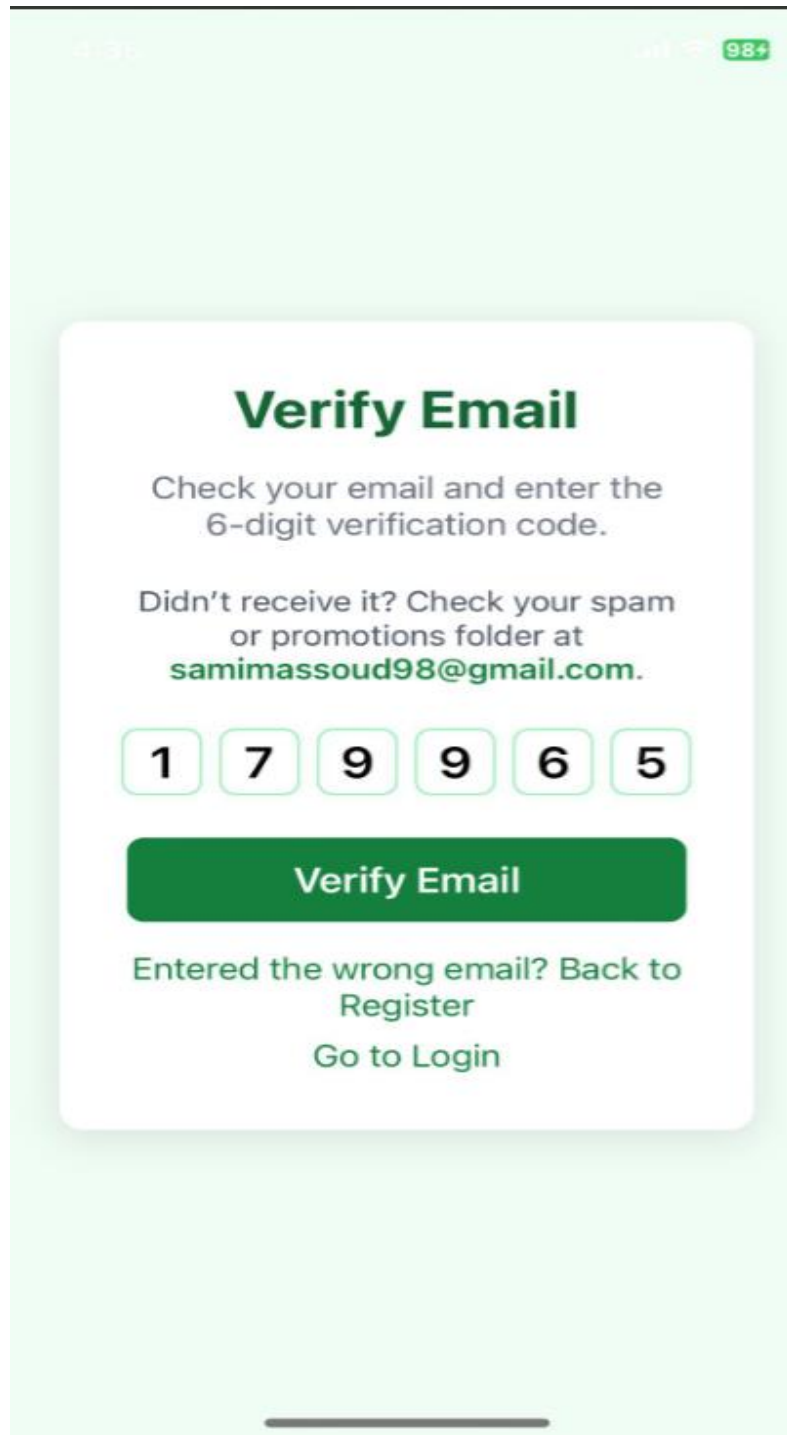 98
Verify Email
Check your email and enter the
6-digit verification code.
Didn't receive it? Check your spam
or promotions folder at
samimassoud98@gmail.com.
1 7 9 9 6 5
Verify Email
Entered the wrong email? Back to
Register
Go to Login